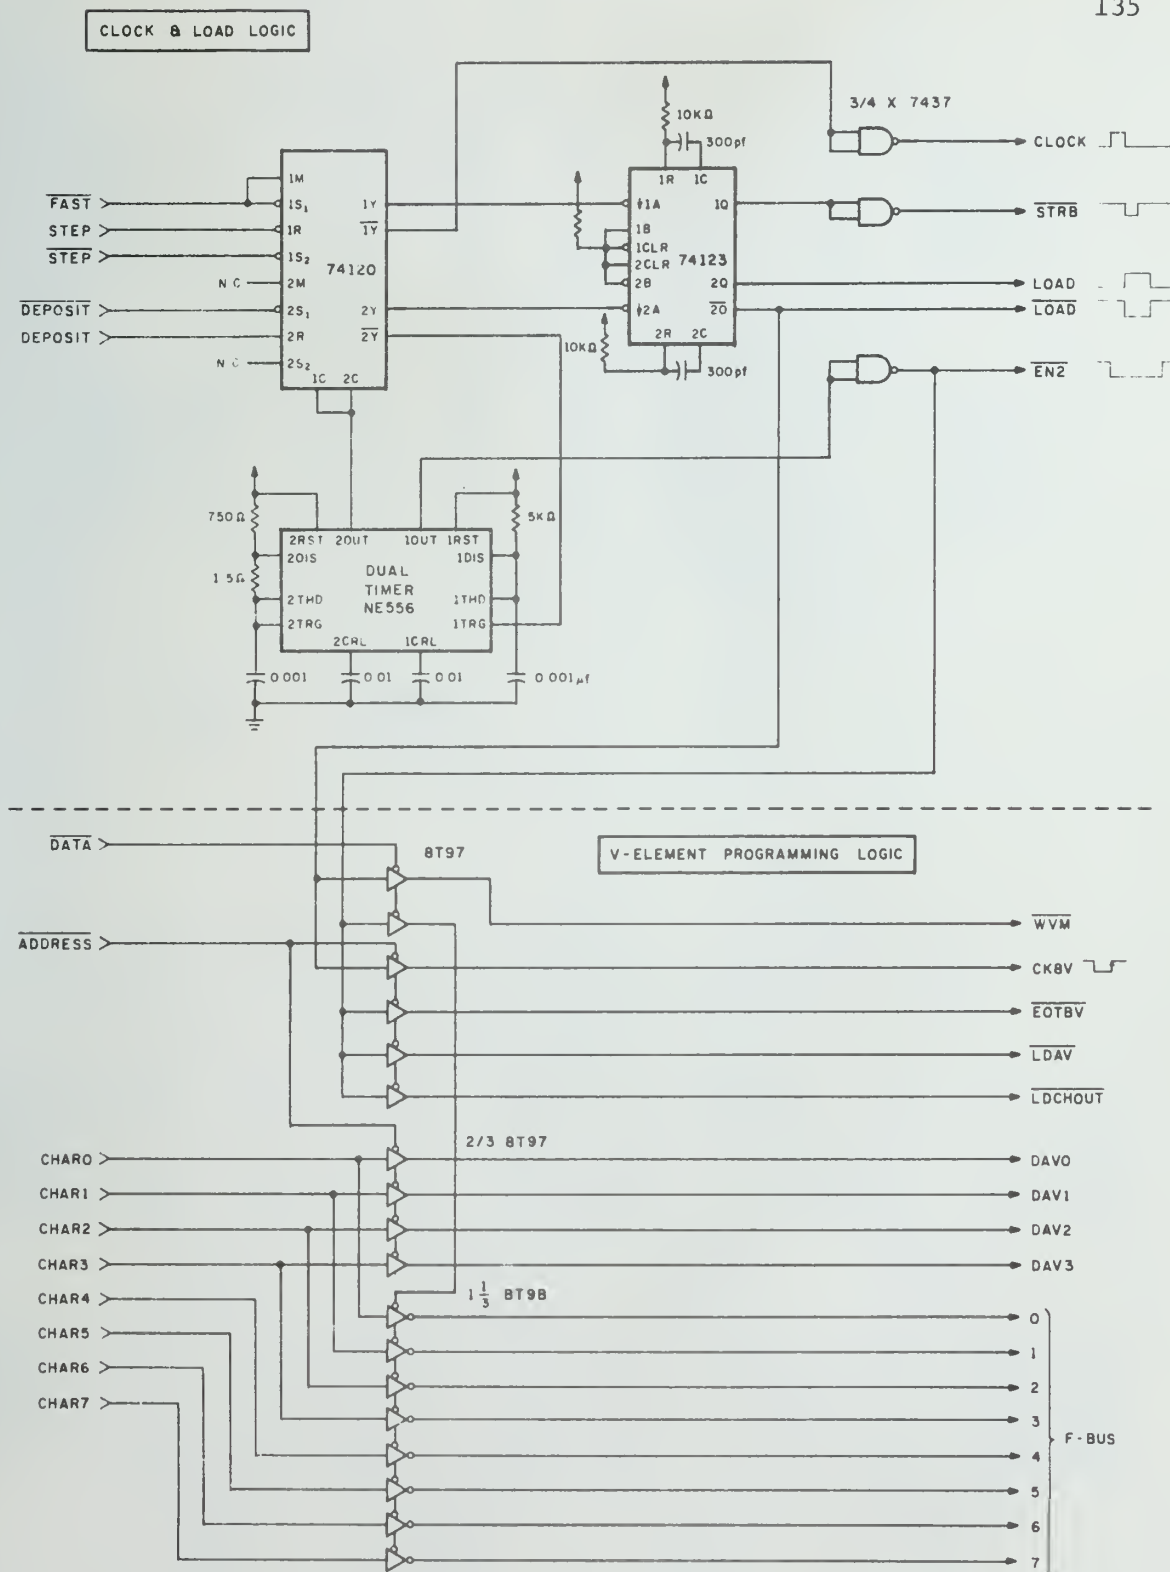 135
CLOCK & LOAD LOGIC
3/4 X 7437
10KΩ
300pf
CLOCK
1R 1C
1M
FAST
1S1
1Y
1A
1Q
STRB
STEP
1R
1Y
1B
1CLR
STEP
1S2
74120
2CLR
74123
NC
2M
2B
2Q
LOAD
DEPOSIT
2S1
2Y
2A
2Q
LOAD
DEPOSIT
2R
2Y
2R 2C
10KΩ
300pf
NC
2S2
1C 2C
EN2
750Ω
5KΩ
2RST 2OUT 1OUT 1RST
2DIS
1DIS
1.5Ω
DUAL
TIMER
NE556
2THD
1THD
2TRG
1TRG
2CRL 1CRL
0.001
0.01
0.01
0.001μf
DATA
8T97
V-ELEMENT PROGRAMMING LOGIC
WVM
ADDRESS
CK8V
EOTBV
LDAV
LDCHOUT
2/3 8T97
CHAR0
DAV0
CHAR1
DAV1
CHAR2
DAV2
CHAR3
DAV3
CHAR4
1 1/3 8T98
0
CHAR5
1
CHAR6
2
CHAR7
3
F-BUS
4
5
6
7